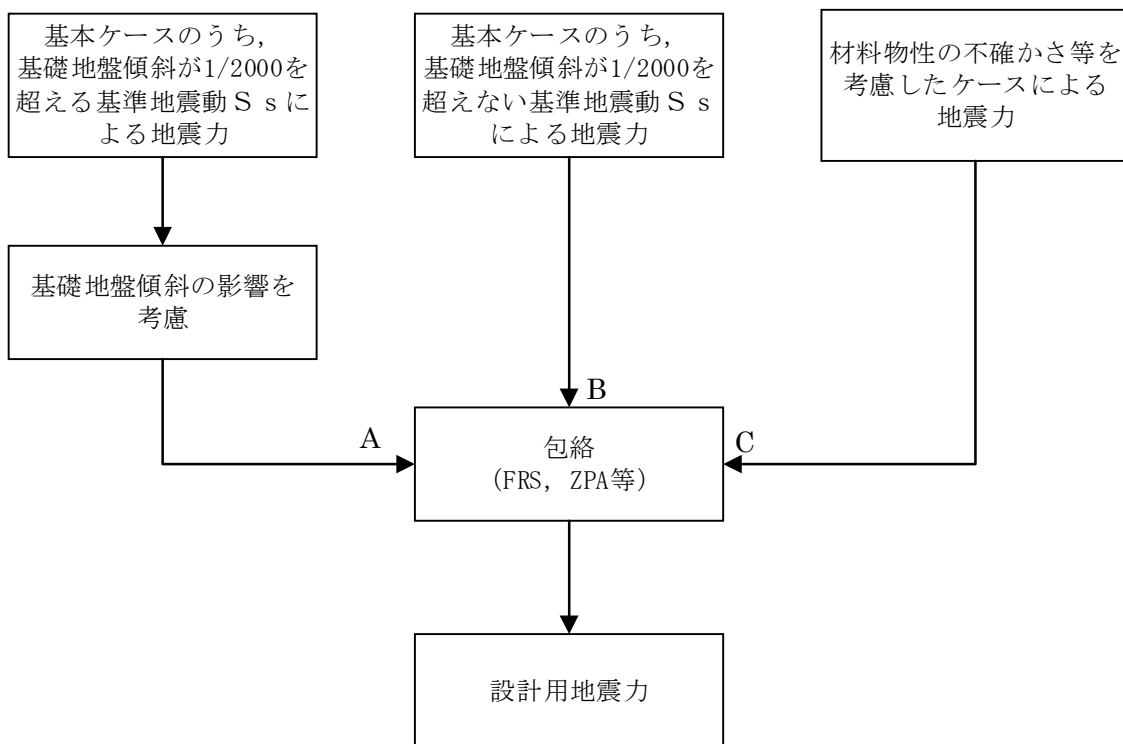 基本ケースのうち,
基礎地盤傾斜が1/2000を
超える基準地震動Ｓｓに
よる地震力
基本ケースのうち,
基礎地盤傾斜が1/2000を
超えない基準地震動Ｓｓ
による地震力
材料物性の不確かさ等を
考慮したケースによる
地震力
基礎地盤傾斜の影響を
考慮
A
B
C
包絡
(FRS, ZPA等)
設計用地震力